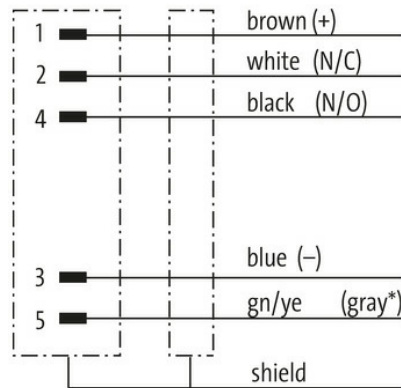 1 brown (+)
2 white (N/C)
4 black (N/O)
3 blue (–)
5 gn/ye (gray*)
shield